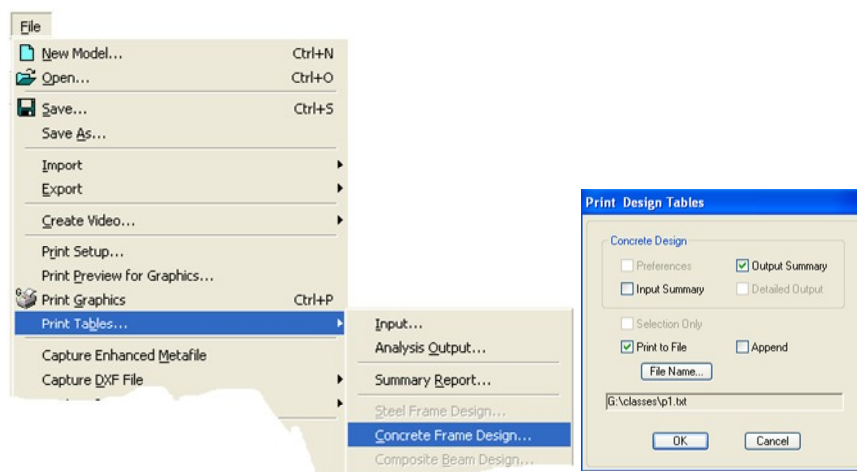 File
New Model... Ctrl+N
Open... Ctrl+O
Save... Ctrl+S
Save As...
Import
Export
Create Video...
Print Setup...
Print Preview for Graphics...
Print Graphics Ctrl+P
Print Tables...
Capture Enhanced Metafile
Capture DXF File
Input...
Analysis Output...
Summary Report...
Steel Frame Design...
Concrete Frame Design...
Composite Beam Design...
Print Design Tables
Concrete Design
Preferences Output Summary
Input Summary Detailed Output
Selection Only
Print to File Append
File Name...
G:\classes\p1.txt
OK Cancel